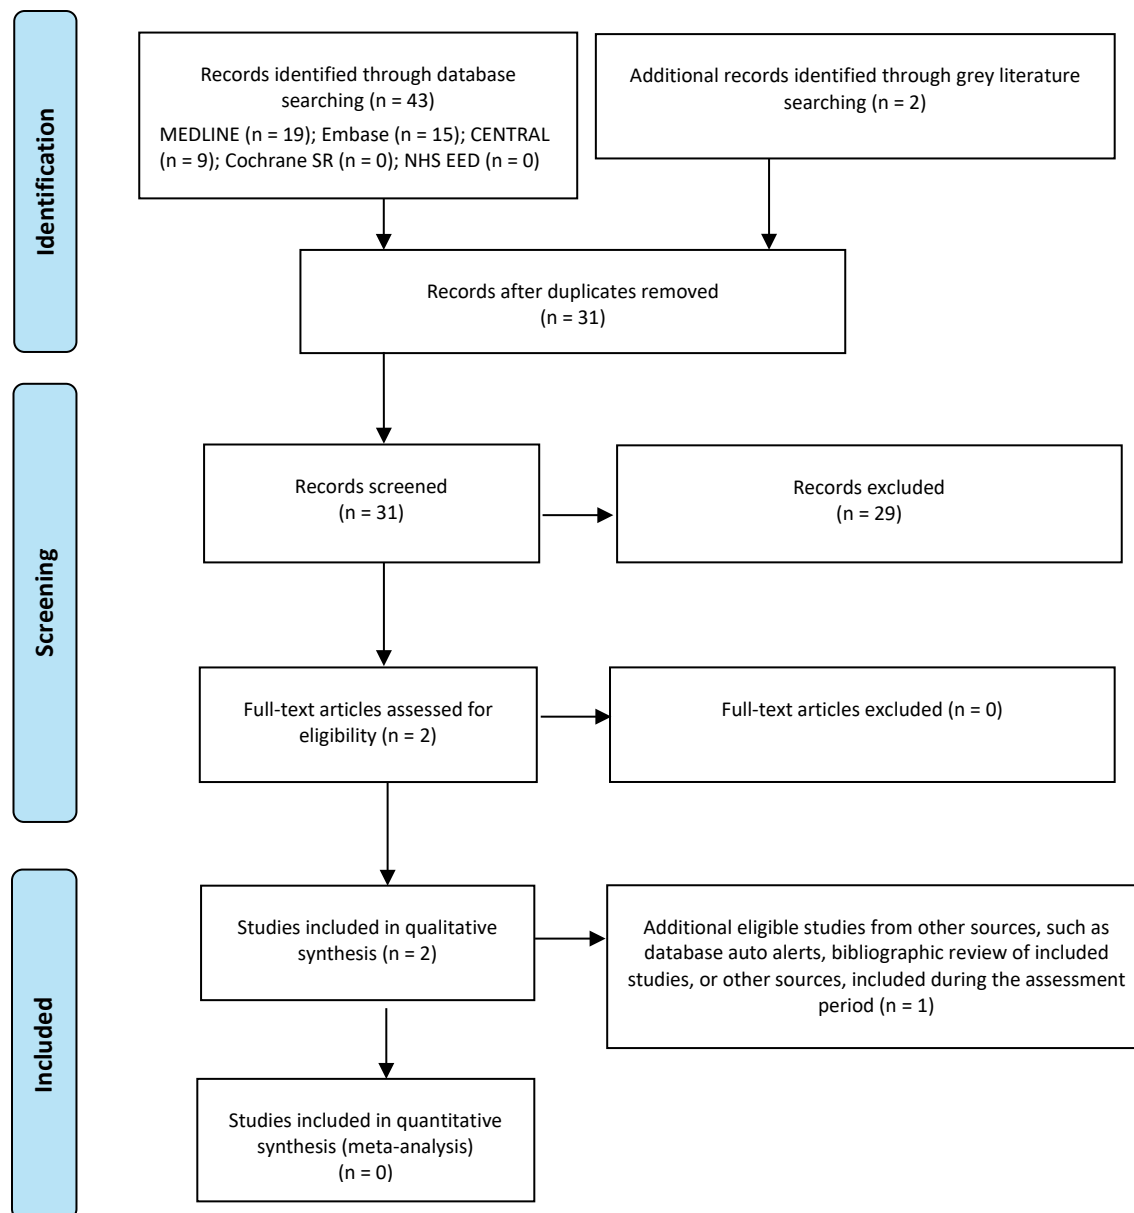 Identification
Records identified through database
searching (n = 43)
MEDLINE (n = 19); Embase (n = 15); CENTRAL
(n = 9); Cochrane SR (n = 0); NHS EED (n = 0)
Additional records identified through grey literature
searching (n = 2)
Records after duplicates removed
(n = 31)
Screening
Records screened
(n = 31)
Records excluded
(n = 29)
Full-text articles assessed for
eligibility (n = 2)
Full-text articles excluded (n = 0)
Included
Studies included in qualitative
synthesis (n = 2)
Additional eligible studies from other sources, such as
database auto alerts, bibliographic review of included
studies, or other sources, included during the assessment
period (n = 1)
Studies included in quantitative
synthesis (meta-analysis)
(n = 0)